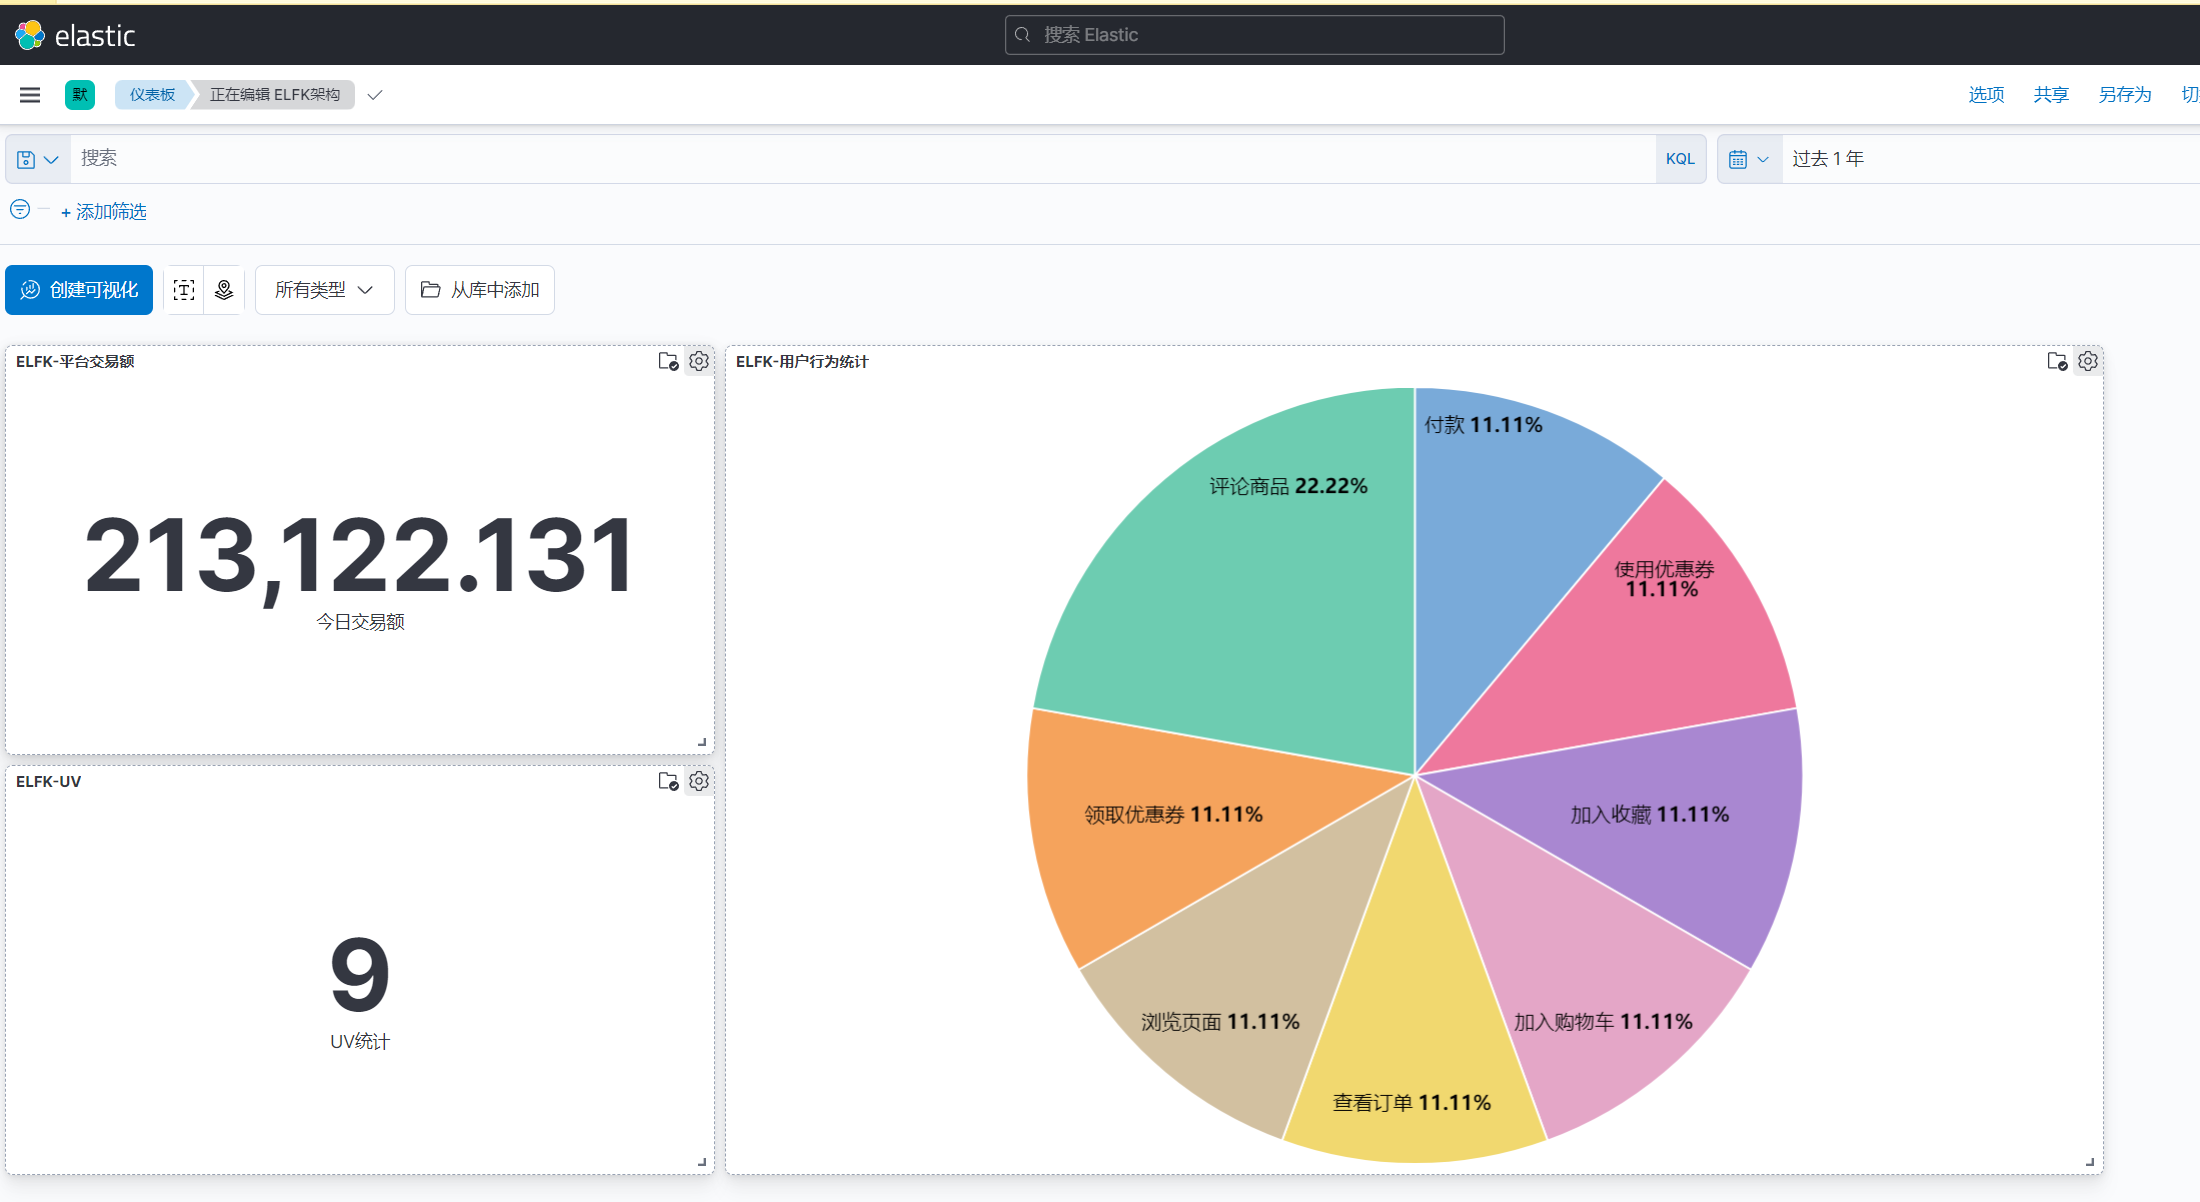 elastic
搜索 Elastic
默
仪表板
正在编辑 ELFK架构
选项
共享
另存为
搜索
KQL
过去 1 年
+ 添加筛选
创建可视化
所有类型
从库中添加
ELFK-平台交易额
213,122.131
今日交易额
ELFK-UV
9
UV统计
ELFK-用户行为统计
付款 11.11%
评论商品 22.22%
使用优惠券
11.11%
领取优惠券 11.11%
加入收藏 11.11%
浏览页面 11.11%
加入购物车 11.11%
查看订单 11.11%